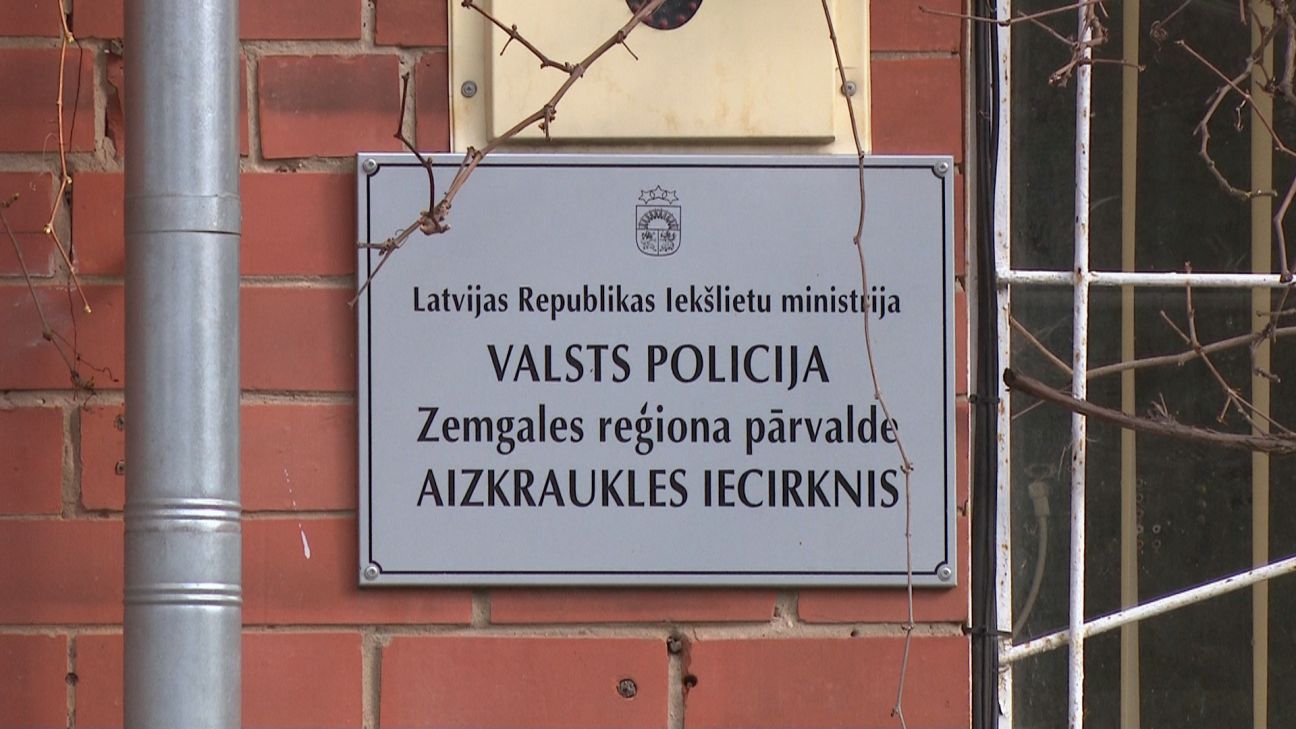 Latvijas Republikas Iekšlietu ministrija
VALSTS POLICIJA
Zemgales reģiona pārvalde
AIZKRAUKLES IECIRKNIS